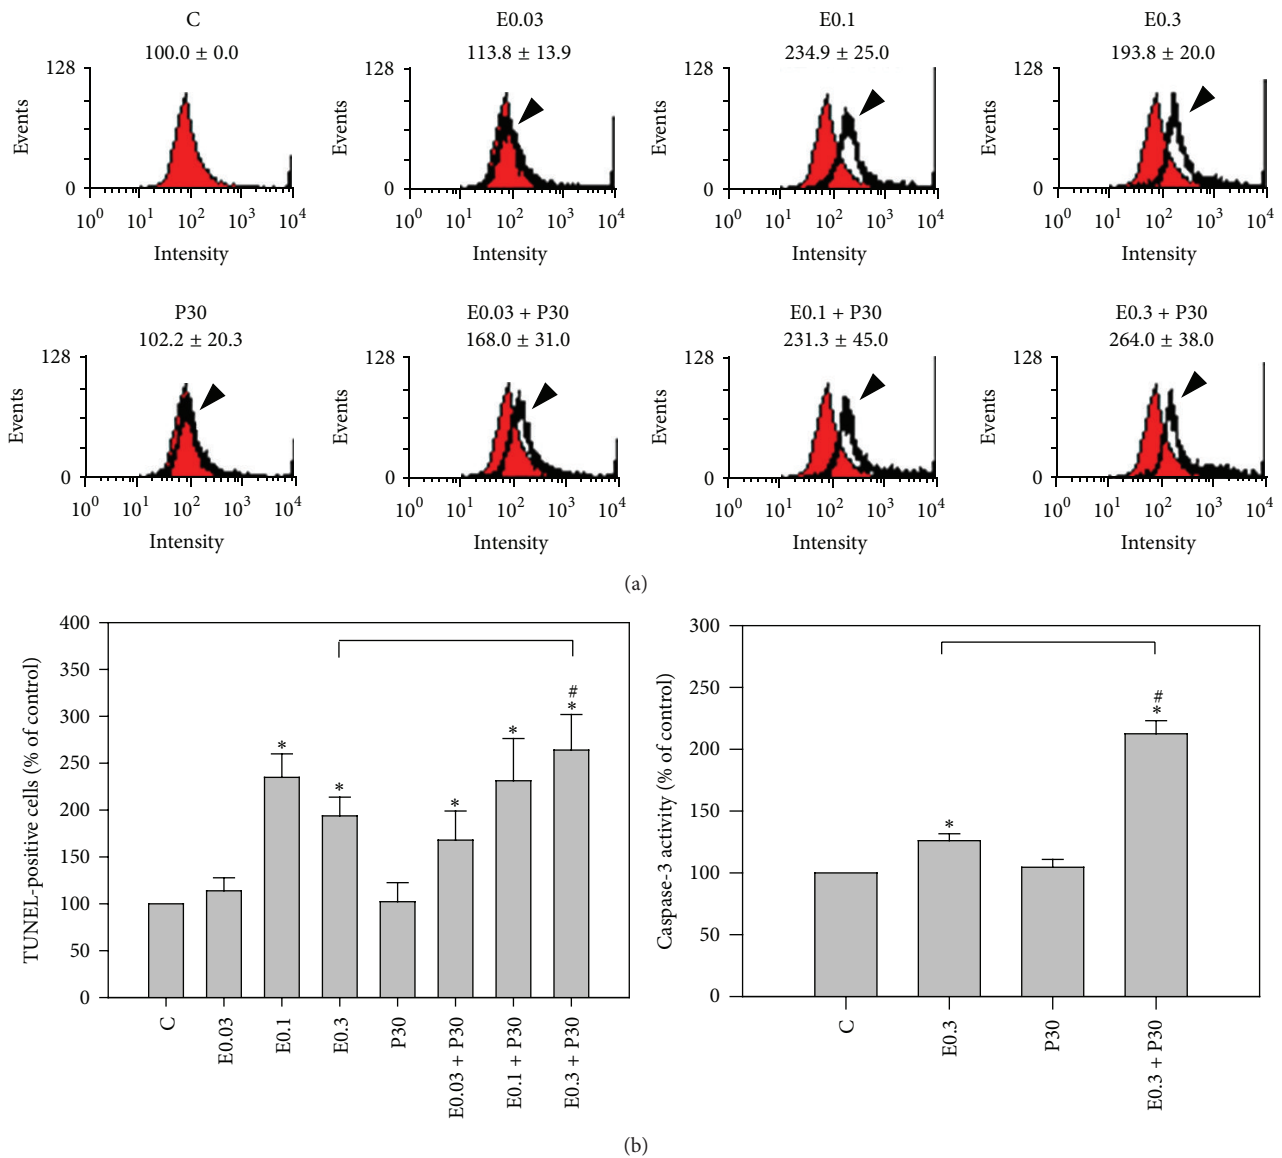 C
100.0 ± 0.0
128
Events
0
10⁰ 10¹ 10² 10³ 10⁴
Intensity
E0.03
113.8 ± 13.9
128
Events
0
10⁰ 10¹ 10² 10³ 10⁴
Intensity
E0.1
234.9 ± 25.0
128
Events
0
10⁰ 10¹ 10² 10³ 10⁴
Intensity
E0.3
193.8 ± 20.0
128
Events
0
10⁰ 10¹ 10² 10³ 10⁴
Intensity
P30
102.2 ± 20.3
128
Events
0
10⁰ 10¹ 10² 10³ 10⁴
Intensity
E0.03 + P30
168.0 ± 31.0
128
Events
0
10⁰ 10¹ 10² 10³ 10⁴
Intensity
E0.1 + P30
231.3 ± 45.0
128
Events
0
10⁰ 10¹ 10² 10³ 10⁴
Intensity
E0.3 + P30
264.0 ± 38.0
128
Events
0
10⁰ 10¹ 10² 10³ 10⁴
Intensity
(a)
TUNEL-positive cells (% of control)
400
350
300
250
200
150
100
50
0
*
*
*
*
#
*
C
E0.03
E0.1
E0.3
P30
E0.03 + P30
E0.1 + P30
E0.3 + P30
Caspase-3 activity (% of control)
300
250
200
150
100
50
0
*
#
*
C
E0.3
P30
E0.3 + P30
(b)